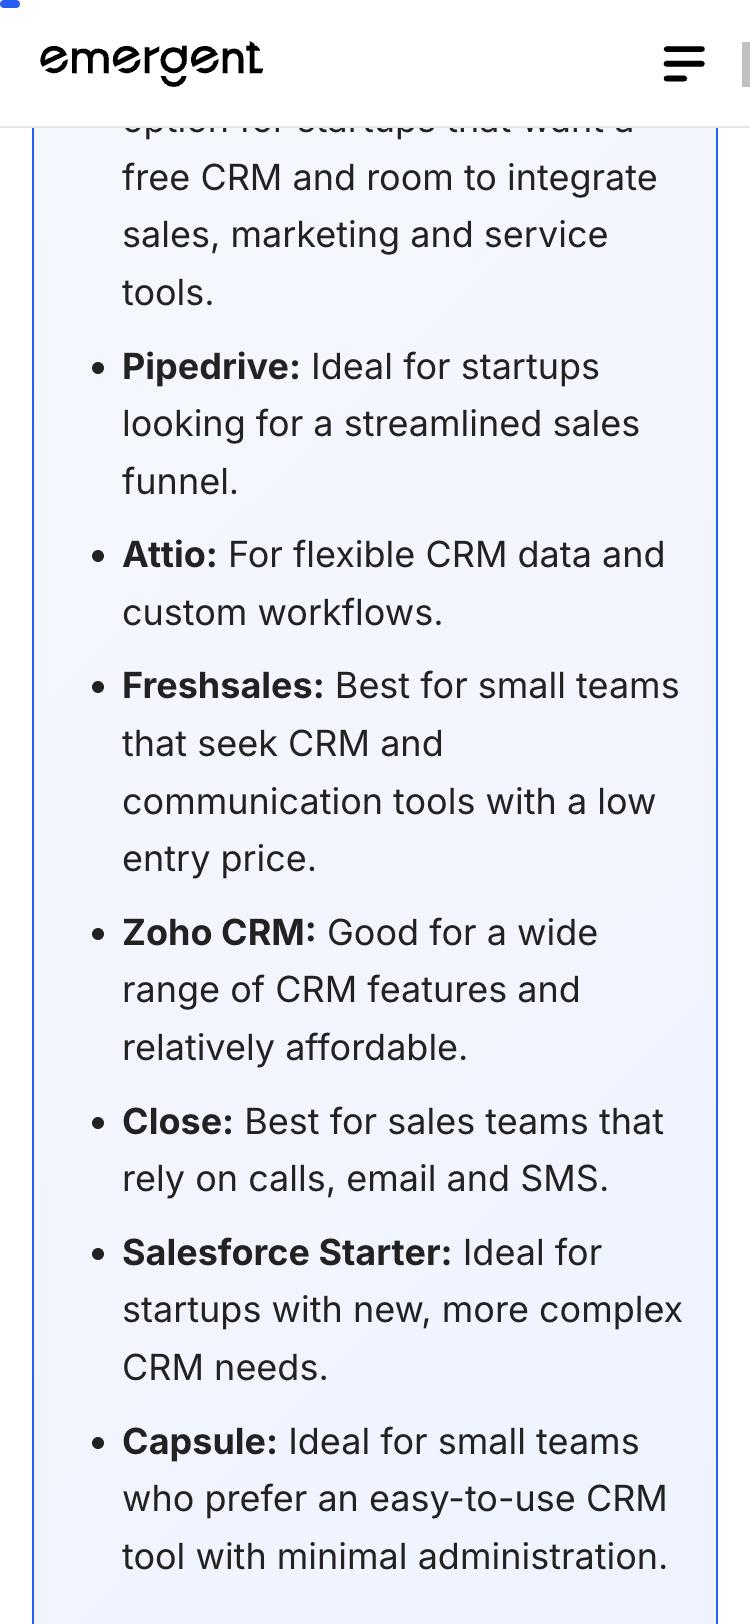 emergent
option for startups that want a
free CRM and room to integrate
sales, marketing and service
tools.
• Pipedrive: Ideal for startups
looking for a streamlined sales
funnel.
• Attio: For flexible CRM data and
custom workflows.
• Freshsales: Best for small teams
that seek CRM and
communication tools with a low
entry price.
• Zoho CRM: Good for a wide
range of CRM features and
relatively affordable.
• Close: Best for sales teams that
rely on calls, email and SMS.
• Salesforce Starter: Ideal for
startups with new, more complex
CRM needs.
• Capsule: Ideal for small teams
who prefer an easy-to-use CRM
tool with minimal administration.